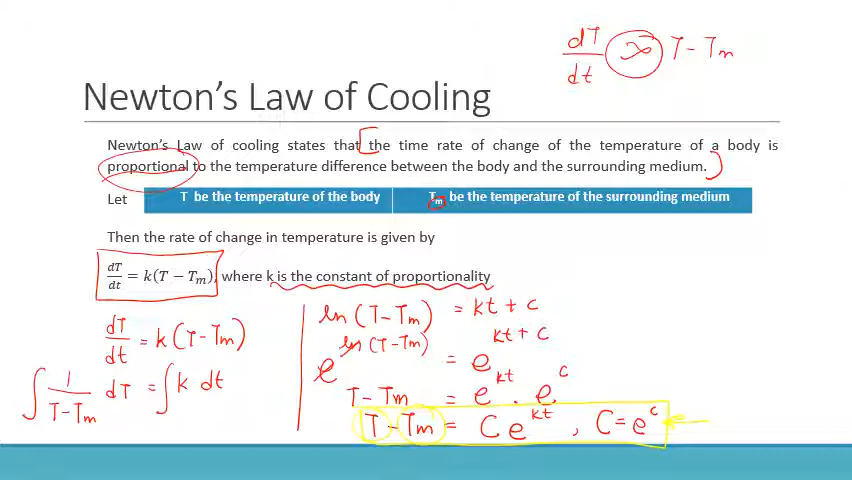 dT/dt ∝ T - Tm
Newton's Law of Cooling
Newton's Law of cooling states that the time rate of change of the temperature of a body is
proportional to the temperature difference between the body and the surrounding medium.
Let T be the temperature of the body Tm be the temperature of the surrounding medium
Then the rate of change in temperature is given by
dT/dt = k(T − Tm), where k is the constant of proportionality
dT/dt = k(T - Tm)
∫ 1/(T - Tm) dT = ∫ k dt
ln(T - Tm) = kt + c
e^(ln(T - Tm)) = e^(kt + c)
T - Tm = e^(kt) . e^c
T - Tm = Ce^(kt) , C = e^c